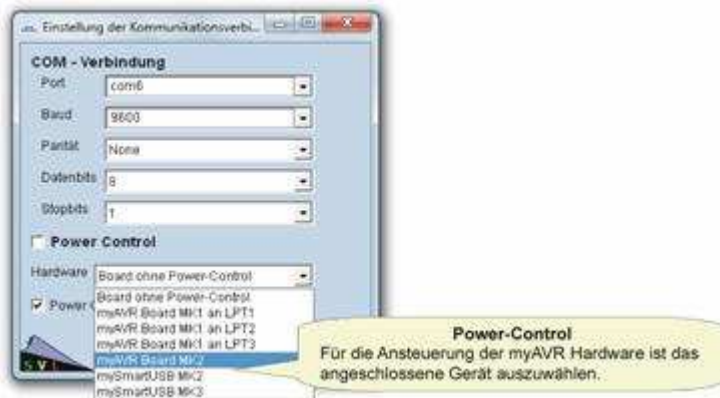 Einstellung der Kommunikationsverbi...
COM - Verbindung
Port com6
Baud 9600
Parität None
Datenbits 8
Stopbits 1
Power Control
Hardware Board ohne Power-Control
Board ohne Power-Control
myAVR Board MK1 an LPT1
Power
myAVR Board MK1 an LPT2
myAVR Board MK1 an LPT3
myAVR Board MK2
mySmartUSB MK2
mySmartUSB MK3
Power-Control
Für die Ansteuerung der myAVR Hardware ist das
angeschlossene Gerät auszuwählen.